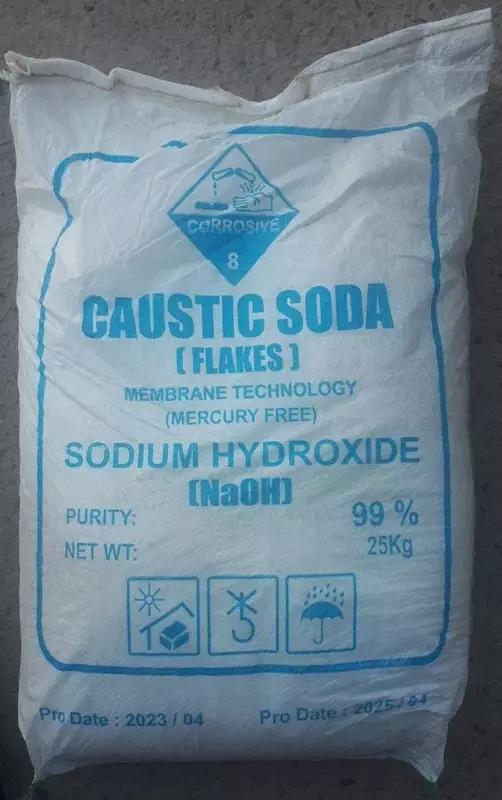 CORROSIVE
8
CAUSTIC SODA
(FLAKES)
MEMBRANE TECHNOLOGY
(MERCURY FREE)
SODIUM HYDROXIDE
(NaOH)
PURITY: 99 %
NET WT: 25Kg
Pro Date : 2023 / 04 Pro Date : 2025 / 04